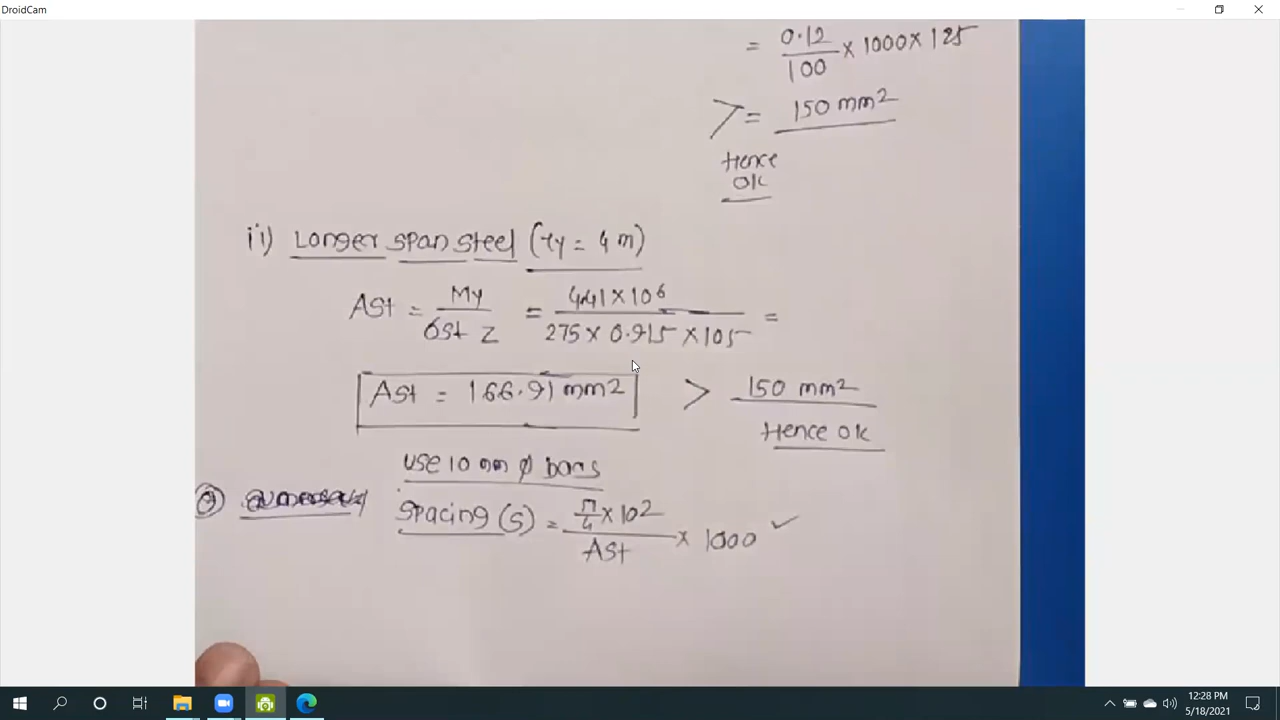 DroidCam
= 0.12/100 × 1000 × 125
> = 150 mm2
Hence
OK
ii) Longer span steel (ly = 4 m)
Ast = My / σst z = 4.41×10^6 / 275 × 0.915 × 105 =
Ast = 166.91 mm2 > 150 mm2
Hence OK
use 10 mm φ bars
Spacing (S) = π/4 × 10^2 / Ast × 1000 ✓
12:28 PM
5/18/2021